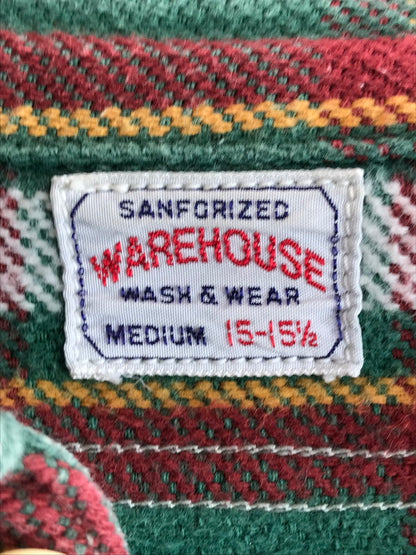 SANFORIZED
WAREHOUSE
WASH & WEAR
MEDIUM 15-15½